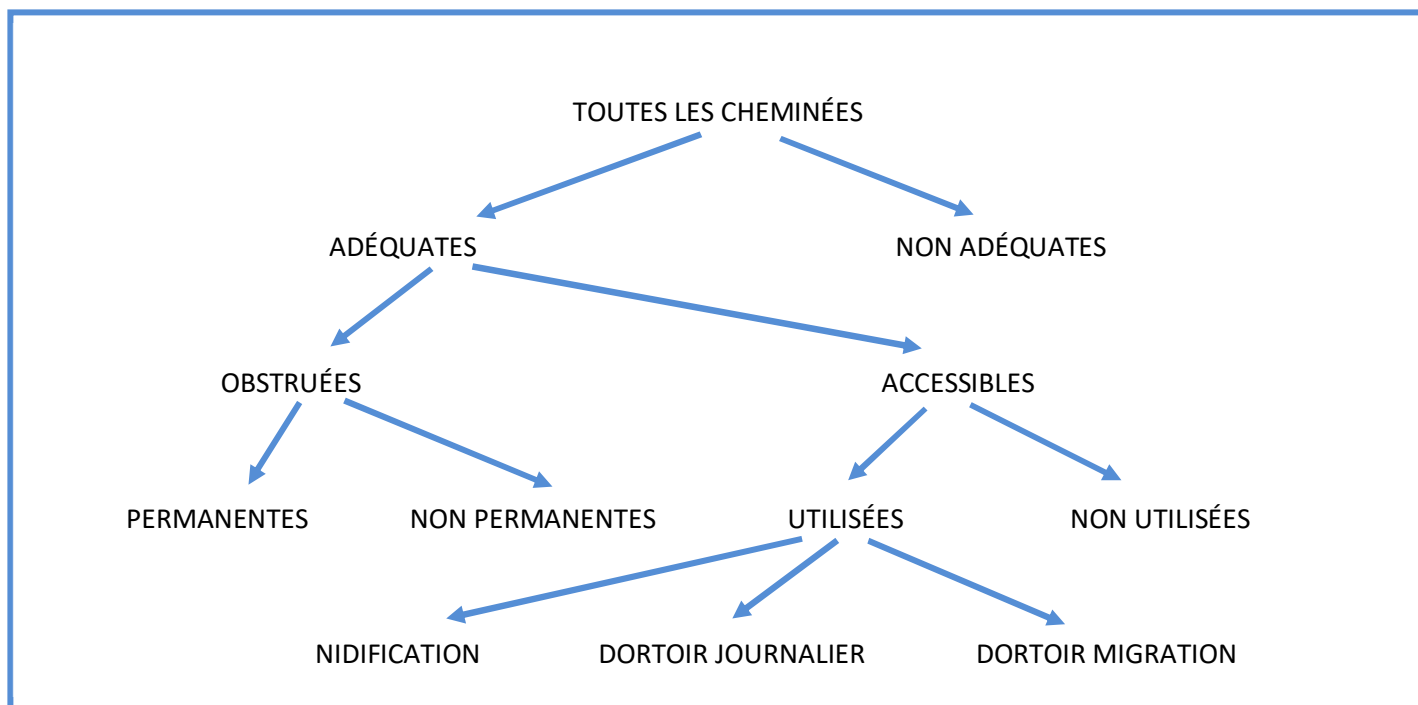 TOUTES LES CHEMINÉES
ADÉQUATES NON ADÉQUATES
OBSTRUÉES ACCESSIBLES
PERMANENTES NON PERMANENTES UTILISÉES NON UTILISÉES
NIDIFICATION DORTOIR JOURNALIER DORTOIR MIGRATION